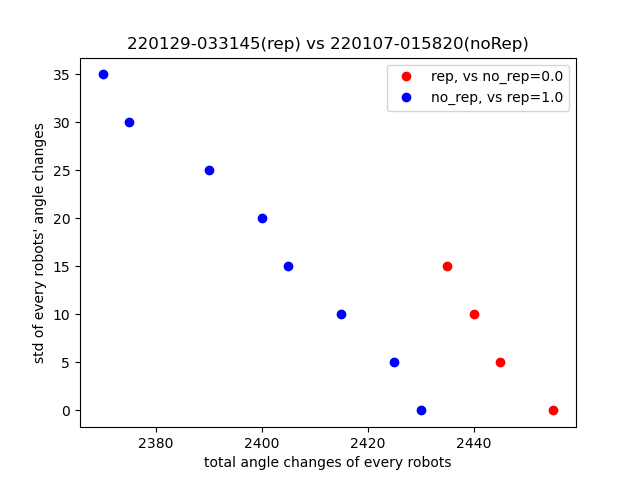 220129-033145(rep) vs 220107-015820(noRep)
rep, vs no_rep=0.0
no_rep, vs rep=1.0
std of every robots' angle changes
35
30
25
20
15
10
5
0
2380 2400 2420 2440
total angle changes of every robots